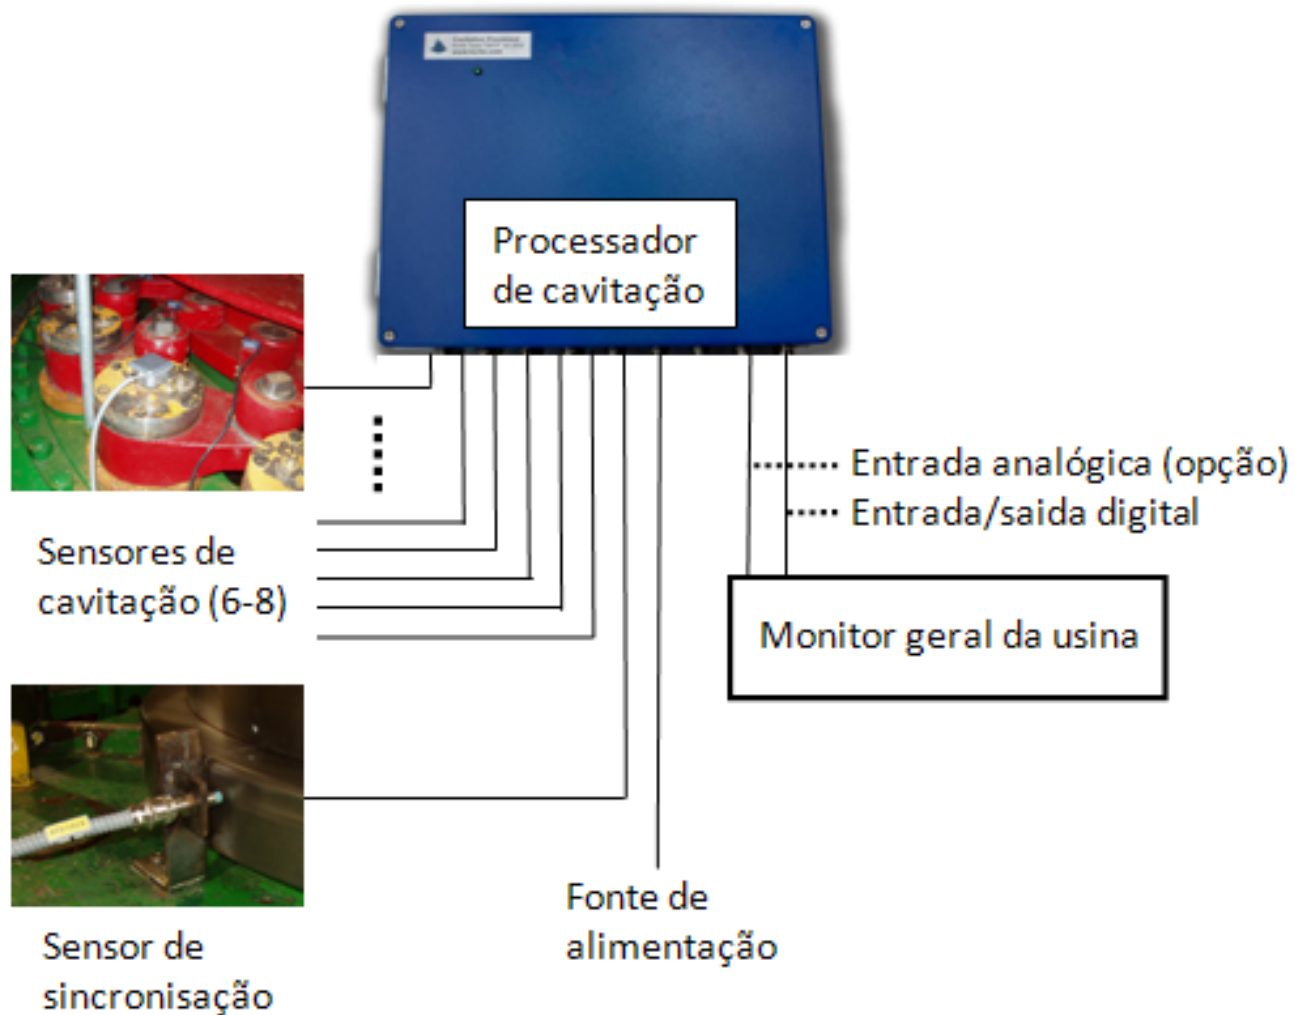 Processador
de cavitação
Entrada analógica (opção)
Entrada/saida digital
Sensores de
cavitação (6-8)
Monitor geral da usina
Fonte de
alimentação
Sensor de
sincronisação